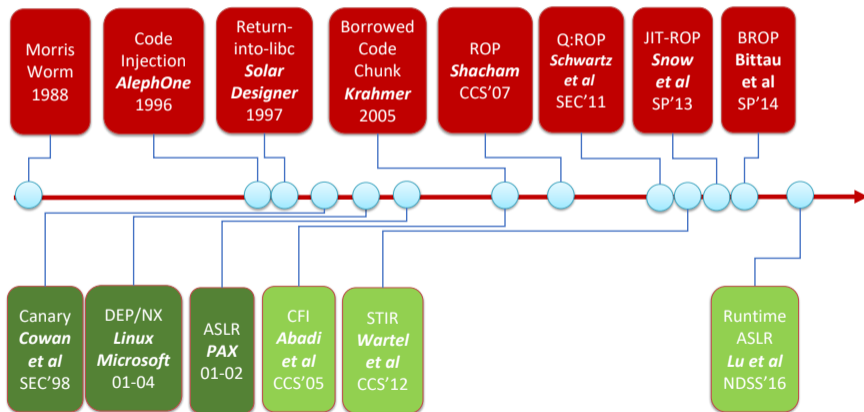 Morris
Worm
1988
Code
Injection
AlephOne
1996
Return-
into-libc
Solar
Designer
1997
Borrowed
Code
Chunk
Krahmer
2005
ROP
Shacham
CCS'07
Q:ROP
Schwartz
et al
SEC'11
JIT-ROP
Snow
et al
SP'13
BROP
Bittau
et al
SP'14
Canary
Cowan
et al
SEC'98
DEP/NX
Linux
Microsoft
01-04
ASLR
PAX
01-02
CFI
Abadi
et al
CCS'05
STIR
Wartel
et al
CCS'12
Runtime
ASLR
Lu et al
NDSS'16